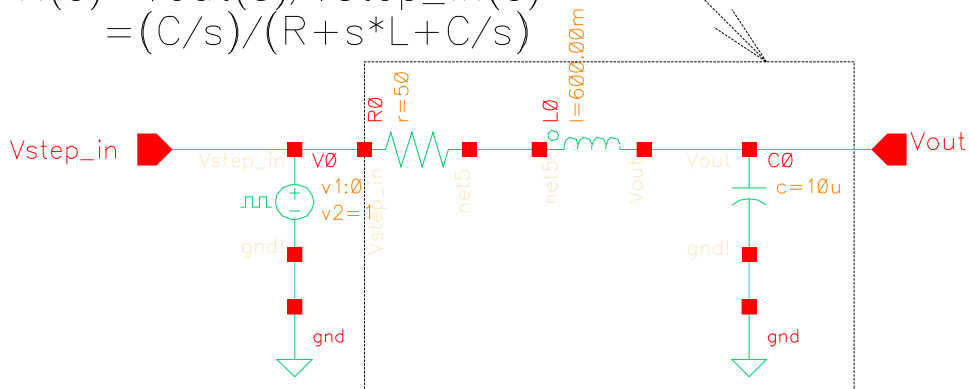 =(C/s)/(R+s*L+C/s)
R0
r=50
L0
l=600.00m
Vstep_in
Vstep_in
V0
v1:0
v2=1
Vstep_in
net5
net5
Vout
Vout
C0
c=10u
Vout
gnd!
gnd!
gnd
gnd